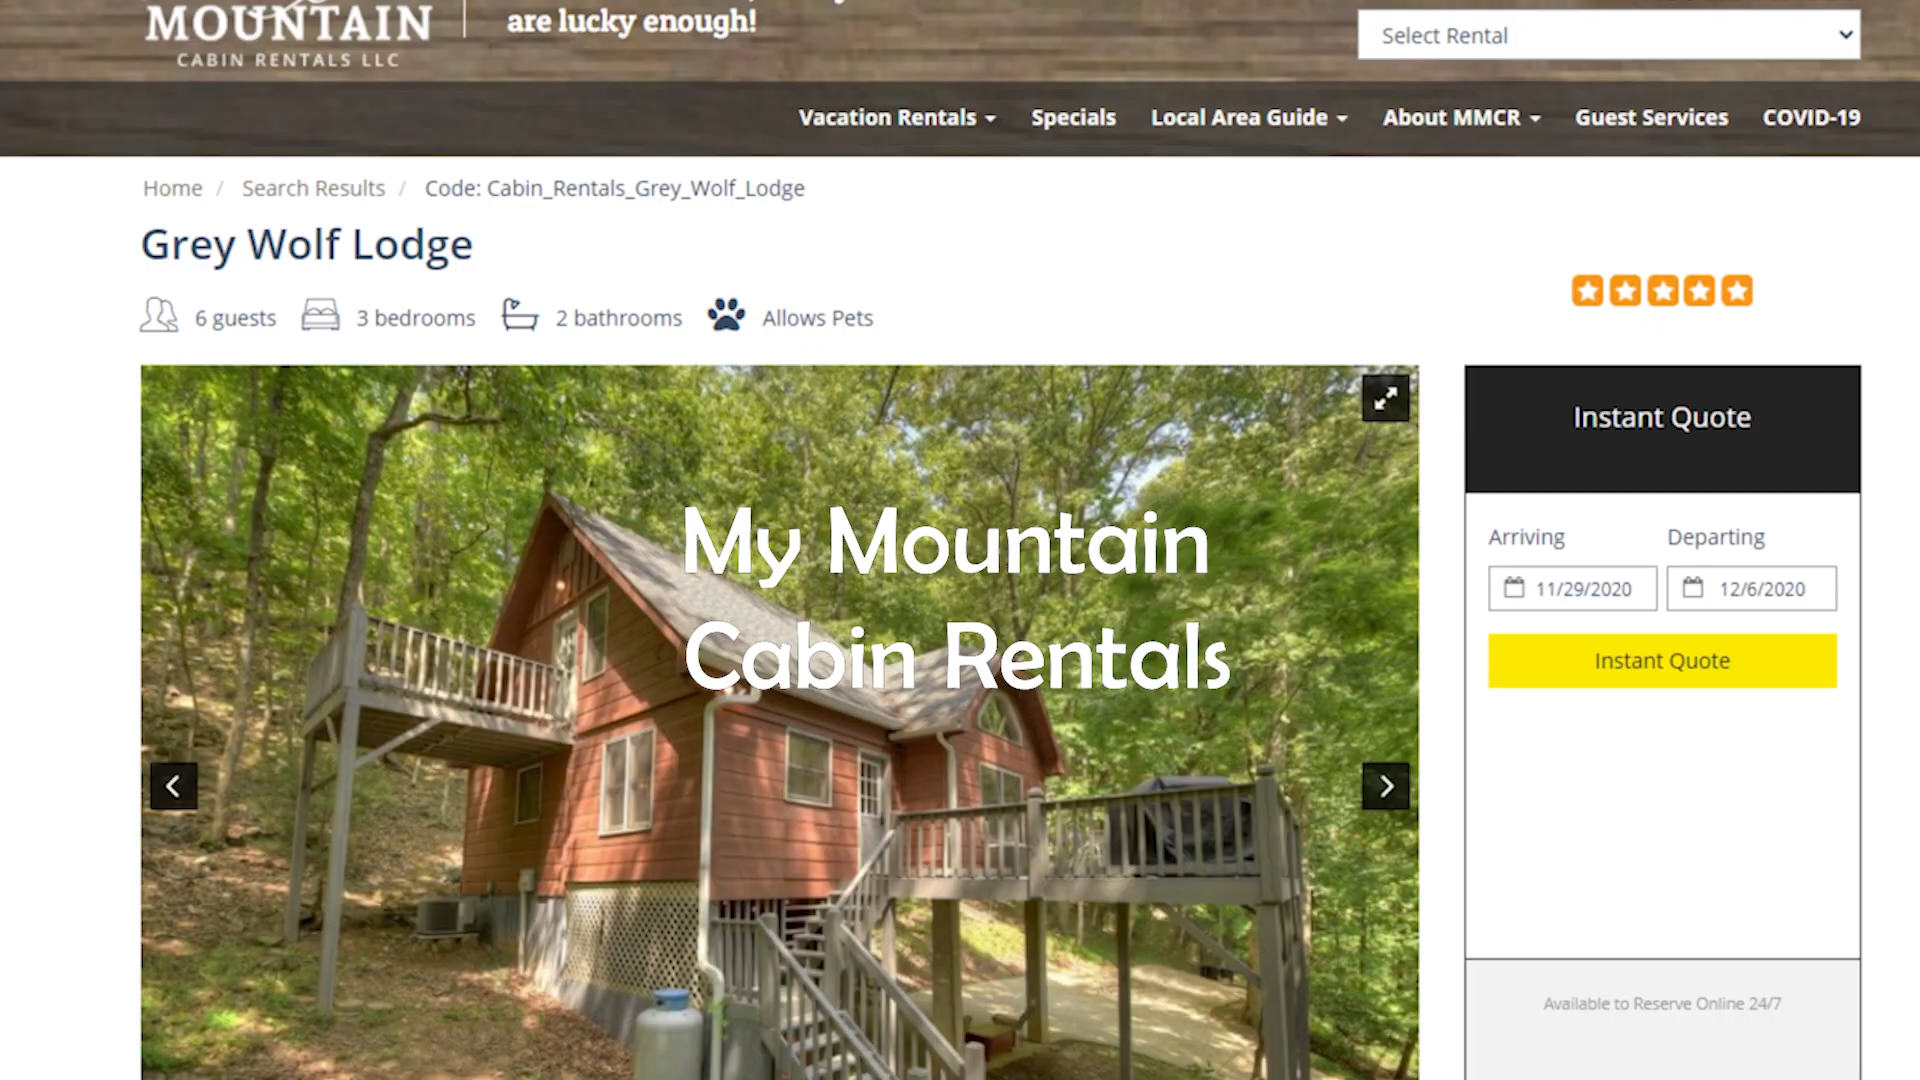 are lucky enough!
MOUNTAIN
CABIN RENTALS LLC
Select Rental
Vacation Rentals Specials Local Area Guide About MMCR Guest Services COVID-19
Home / Search Results / Code: Cabin_Rentals_Grey_Wolf_Lodge
Grey Wolf Lodge
6 guests 3 bedrooms 2 bathrooms Allows Pets
My Mountain
Cabin Rentals
Instant Quote
Arriving Departing
11/29/2020 12/6/2020
Instant Quote
Available to Reserve Online 24/7